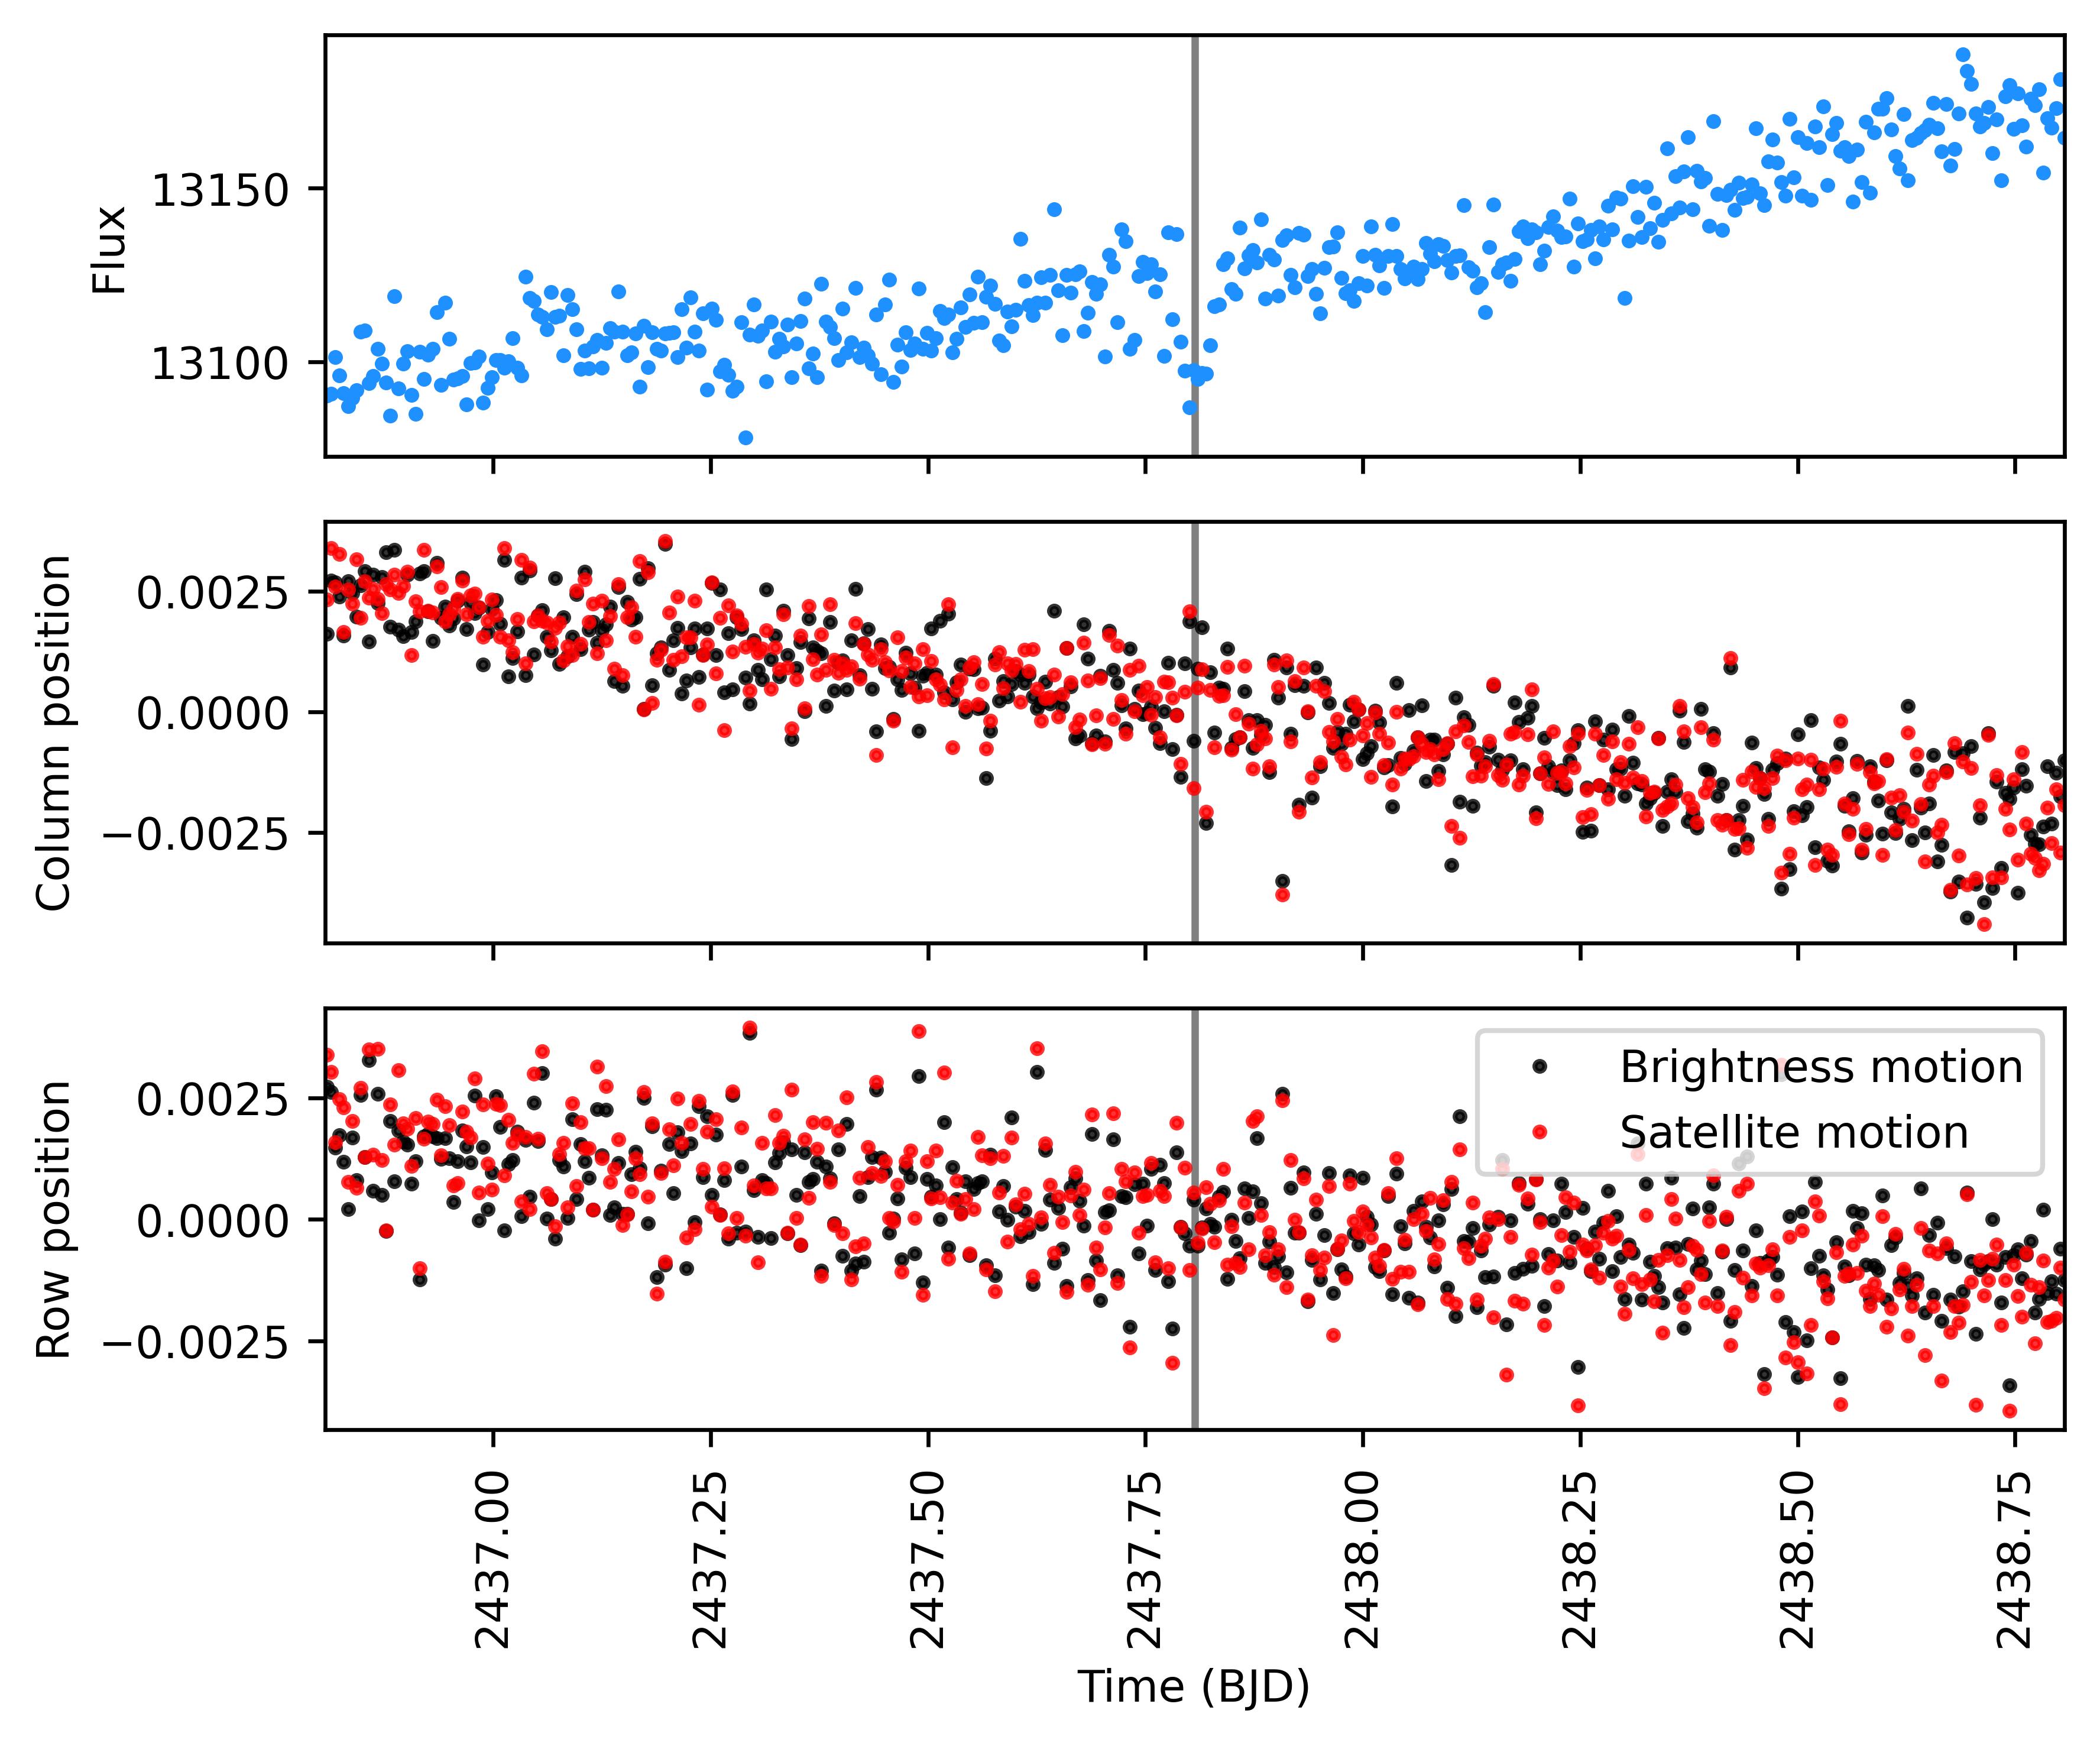 Flux
13150
13100
Column position
0.0025
0.0000
−0.0025
Row position
0.0025
0.0000
−0.0025
Brightness motion
Satellite motion
2437.00
2437.25
2437.50
2437.75
2438.00
2438.25
2438.50
2438.75
Time (BJD)